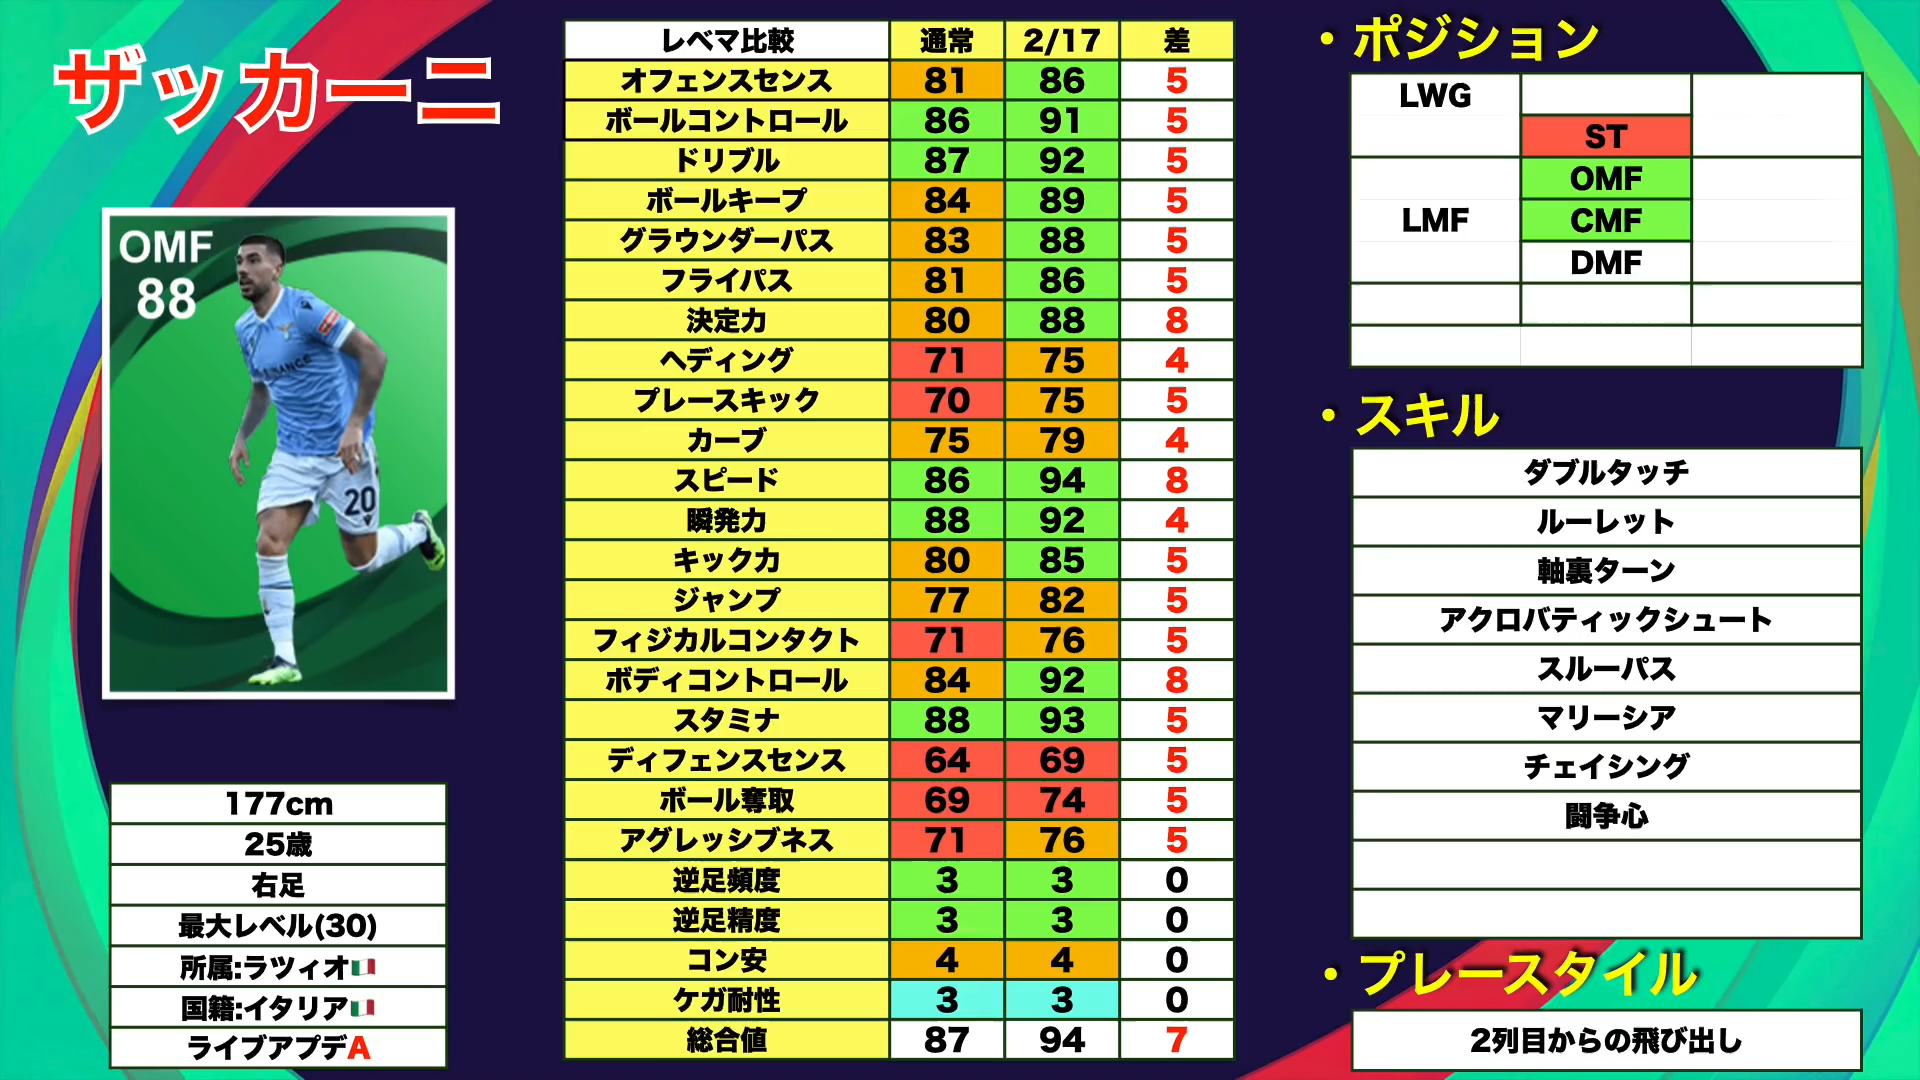 ザッカーニ
OMF
88
20
177cm
25歳
右足
最大レベル(30)
所属:ラツィオ🇮🇹
国籍:イタリア🇮🇹
ライブアプデA
レベマ比較 通常 2/17 差
オフェンスセンス 81 86 5
ボールコントロール 86 91 5
ドリブル 87 92 5
ボールキープ 84 89 5
グラウンダーパス 83 88 5
フライパス 81 86 5
決定力 80 88 8
ヘディング 71 75 4
プレースキック 70 75 5
カーブ 75 79 4
スピード 86 94 8
瞬発力 88 92 4
キック力 80 85 5
ジャンプ 77 82 5
フィジカルコンタクト 71 76 5
ボディコントロール 84 92 8
スタミナ 88 93 5
ディフェンスセンス 64 69 5
ボール奪取 69 74 5
アグレッシブネス 71 76 5
逆足頻度 3 3 0
逆足精度 3 3 0
コン安 4 4 0
ケガ耐性 3 3 0
総合値 87 94 7
・ポジション
LWG
ST
OMF
LMF CMF
DMF
・スキル
ダブルタッチ
ルーレット
軸裏ターン
アクロバティックシュート
スルーパス
マリーシア
チェイシング
闘争心
・プレースタイル
2列目からの飛び出し